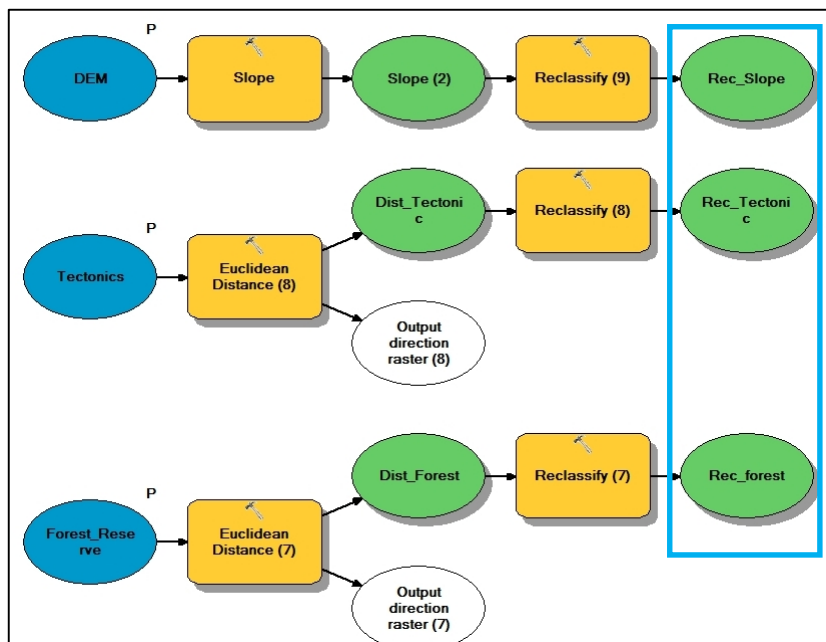 P
DEM
Slope
Slope (2)
Reclassify (9)
Rec_Slope
P
Tectonics
Euclidean
Distance (8)
Dist_Tectoni
c
Reclassify (8)
Rec_Tectoni
c
Output
direction
raster (8)
P
Forest_Rese
rve
Euclidean
Distance (7)
Dist_Forest
Reclassify (7)
Rec_forest
Output
direction
raster (7)